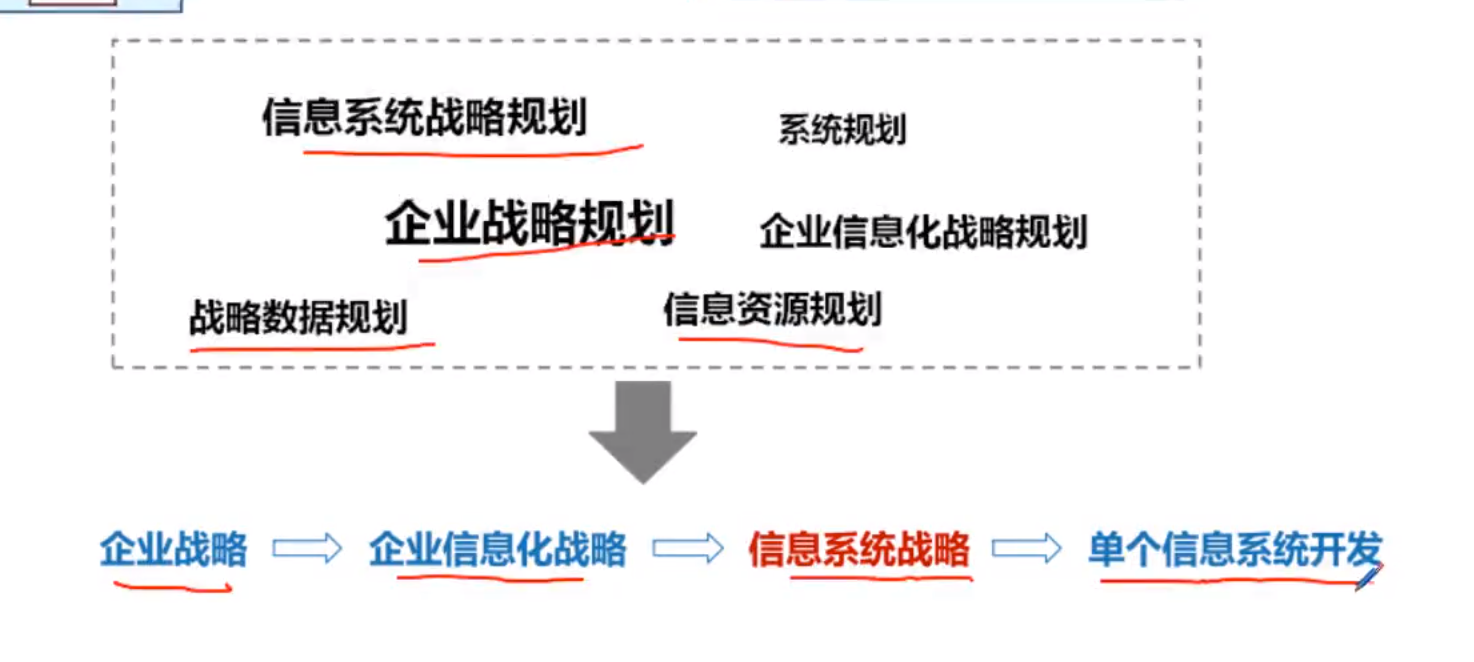 信息系统战略规划
系统规划
企业战略规划
企业信息化战略规划
战略数据规划
信息资源规划
企业战略
企业信息化战略
信息系统战略
单个信息系统开发